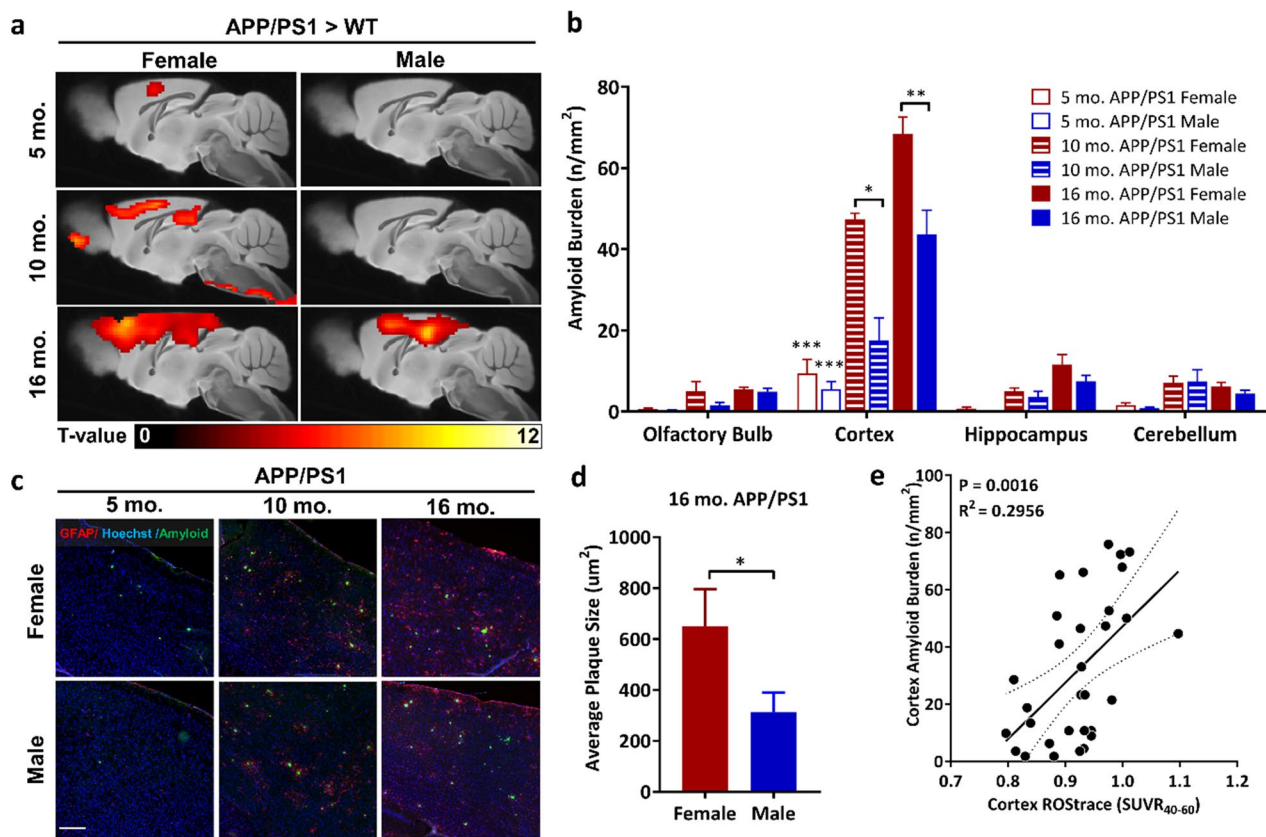 a
APP/PS1 > WT
Female
Male
5 mo.
10 mo.
16 mo.
T-value 0 12
b
Amyloid Burden (n/mm²)
80
60
40
20
0
***
***
*
**
5 mo. APP/PS1 Female
5 mo. APP/PS1 Male
10 mo. APP/PS1 Female
10 mo. APP/PS1 Male
16 mo. APP/PS1 Female
16 mo. APP/PS1 Male
Olfactory Bulb
Cortex
Hippocampus
Cerebellum
c
APP/PS1
5 mo.
10 mo.
16 mo.
GFAP/ Hoechst /Amyloid
Female
Male
d
16 mo. APP/PS1
Average Plaque Size (um²)
1000
800
600
400
200
0
*
Female
Male
e
P = 0.0016
R² = 0.2956
Cortex Amyloid Burden (n/mm²)
100
80
60
40
20
0
0.7
0.8
0.9
1.0
1.1
1.2
Cortex ROStrace (SUVR₄₀₋₆₀)